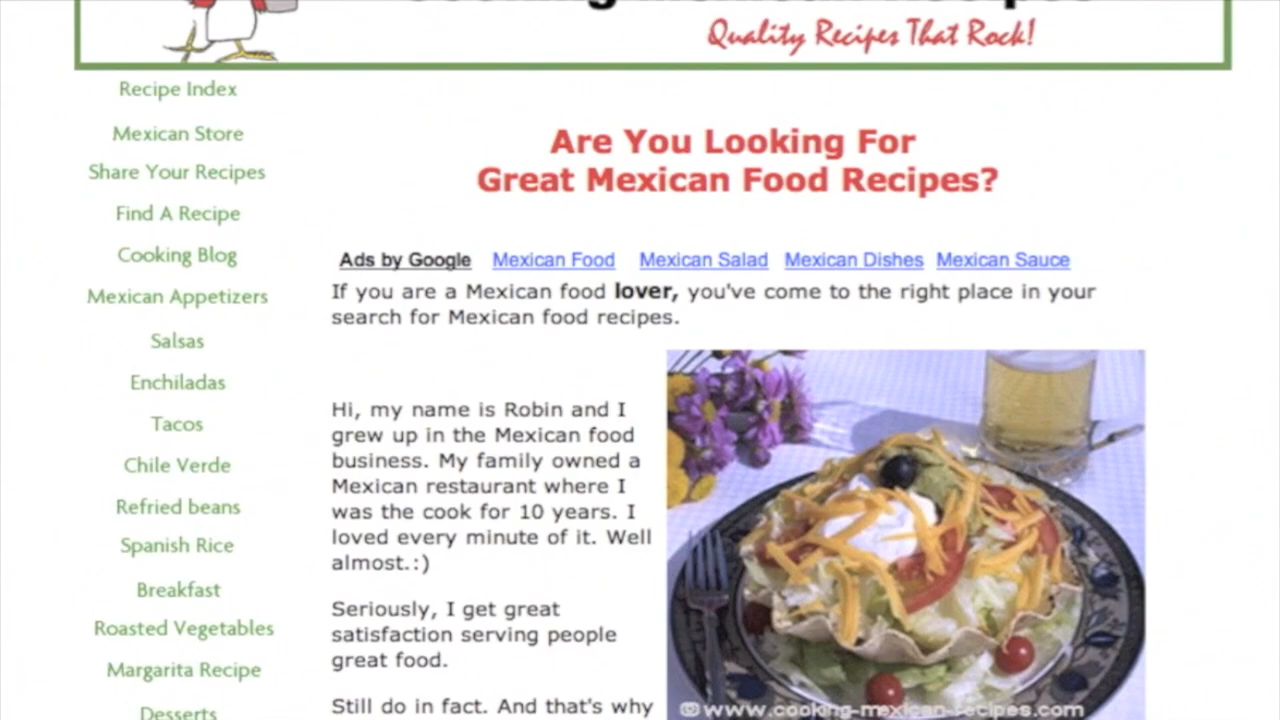 Cooking Mexican Recipes
Quality Recipes That Rock!
Recipe Index
Mexican Store
Share Your Recipes
Find A Recipe
Cooking Blog
Mexican Appetizers
Salsas
Enchiladas
Tacos
Chile Verde
Refried beans
Spanish Rice
Breakfast
Roasted Vegetables
Margarita Recipe
Desserts
Are You Looking For
Great Mexican Food Recipes?
Ads by Google Mexican Food Mexican Salad Mexican Dishes Mexican Sauce
If you are a Mexican food lover, you've come to the right place in your
search for Mexican food recipes.
Hi, my name is Robin and I
grew up in the Mexican food
business. My family owned a
Mexican restaurant where I
was the cook for 10 years. I
loved every minute of it. Well
almost.:)
Seriously, I get great
satisfaction serving people
great food.
Still do in fact. And that's why
© www.cooking-mexican-recipes.com